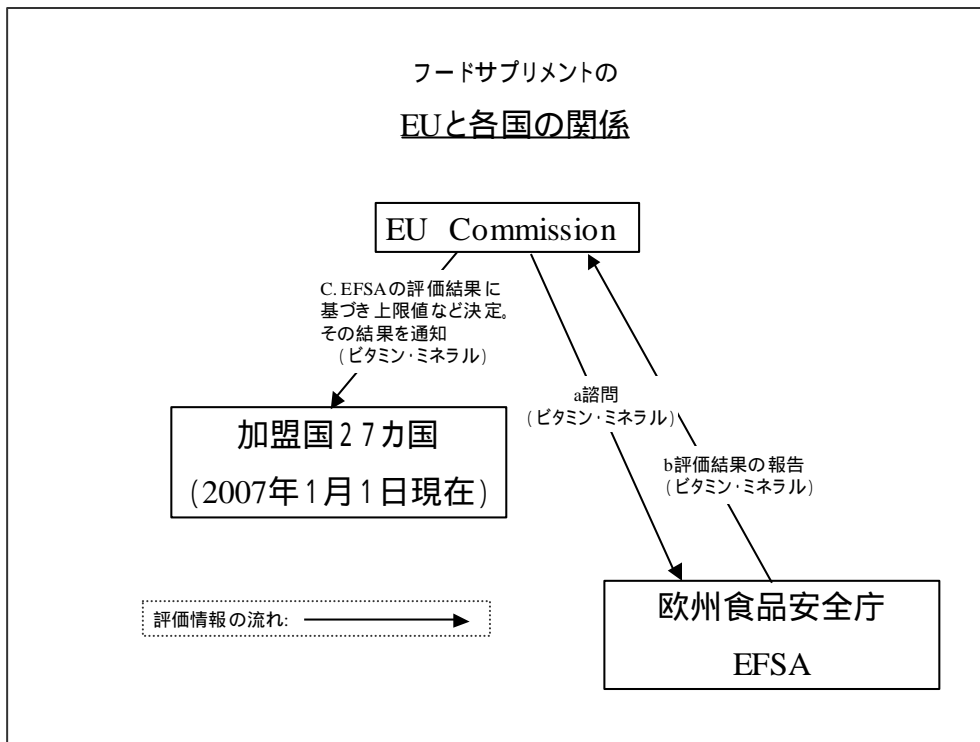 フードサプリメントの
EUと各国の関係
EU Commission
C. EFSAの評価結果に
基づき上限値など決定。
その結果を通知
(ビタミン・ミネラル)
a諮問
(ビタミン・ミネラル)
b評価結果の報告
(ビタミン・ミネラル)
加盟国27カ国
(2007年1月1日現在)
評価情報の流れ:
欧州食品安全庁
EFSA